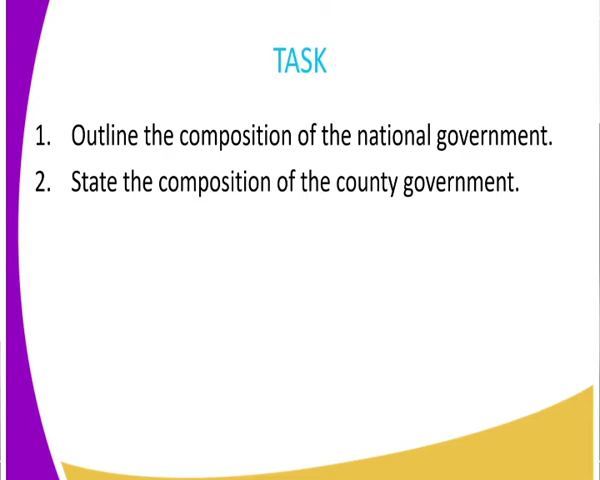 TASK
1. Outline the composition of the national government.
2. State the composition of the county government.